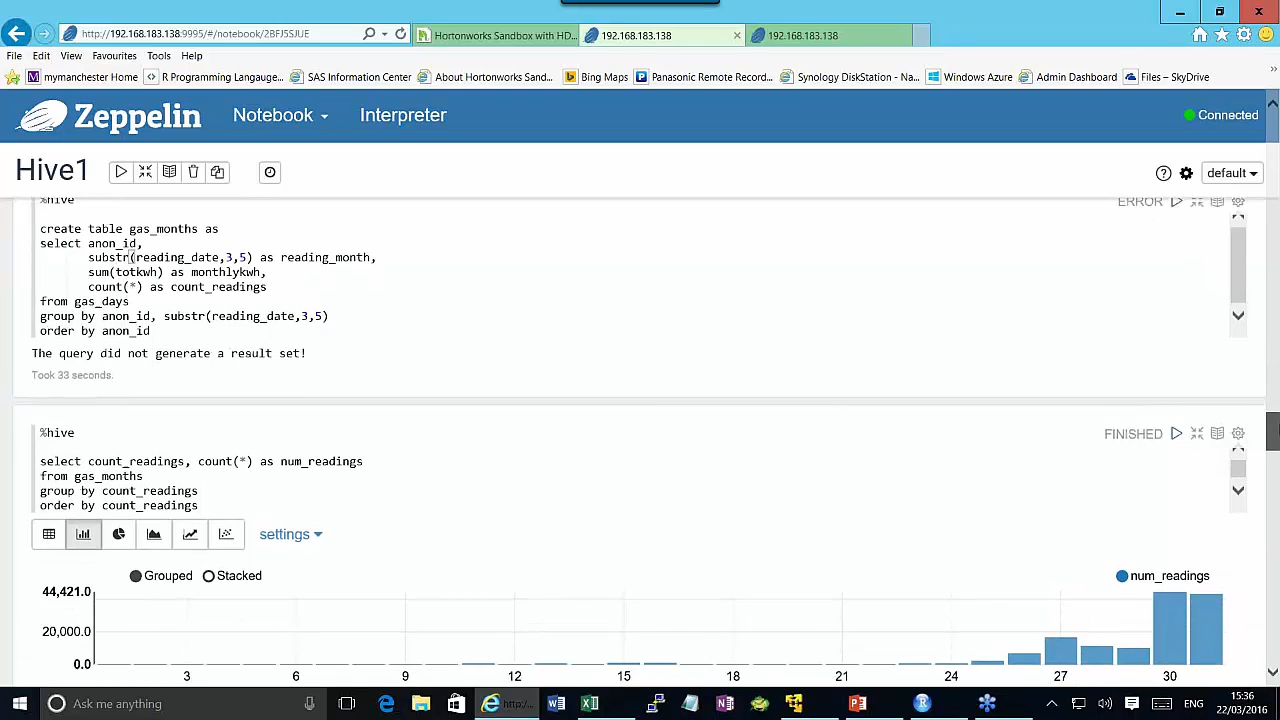 http://192.168.183.138:9995/#/notebook/2BFJ5SJUE
Hortonworks Sandbox with HD...
192.168.183.138
192.168.183.138
File Edit View Favourites Tools Help
mymanchester Home
R Programming Langauge...
SAS Information Center
About Hortonworks Sand...
Bing Maps
Panasonic Remote Record...
Synology DiskStation - Na...
Windows Azure
Admin Dashboard
Files – SkyDrive
Zeppelin
Notebook
Interpreter
Connected
Hive1
default
%hive
ERROR
create table gas_months as
select anon_id,
substr(reading_date,3,5) as reading_month,
sum(totkwh) as monthlykwh,
count(*) as count_readings
from gas_days
group by anon_id, substr(reading_date,3,5)
order by anon_id
The query did not generate a result set!
Took 33 seconds.
%hive
FINISHED
select count_readings, count(*) as num_readings
from gas_months
group by count_readings
order by count_readings
settings
Grouped Stacked
num_readings
44,421.0
20,000.0
0.0
3 6 9 12 15 18 21 24 27 30
Ask me anything
http:/...
ENG
15:36
22/03/2016